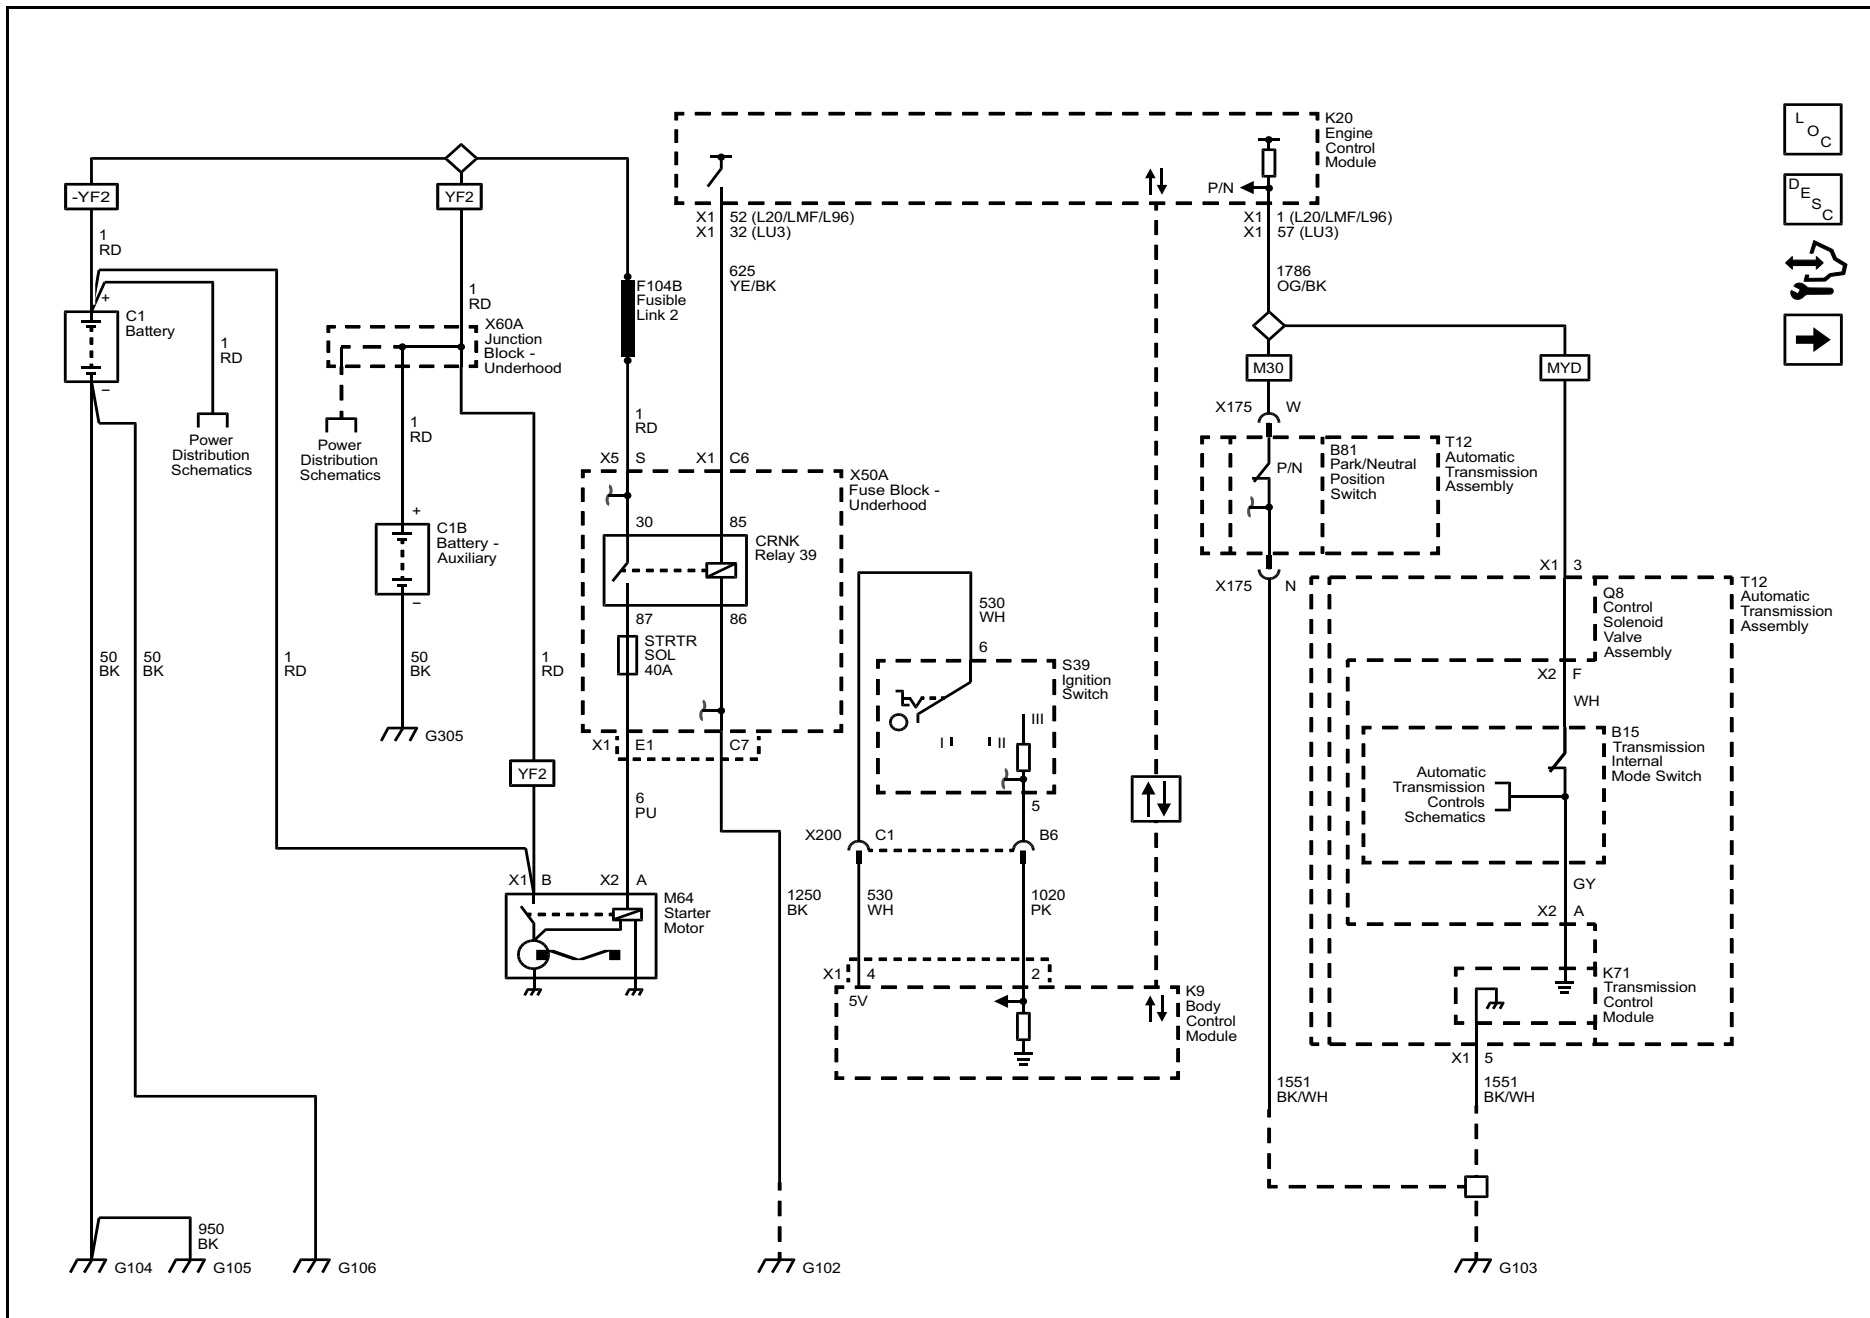 K20
Engine
Control
Module
L
O
C
D
E
S
C
-YF2
YF2
P/N
X1 52 (L20/LMF/L96)
X1 32 (LU3)
X1 1 (L20/LMF/L96)
X1 57 (LU3)
1
RD
625
YE/BK
1786
OG/BK
1
RD
F104B
Fusible
Link 2
+
C1
Battery
−
1
RD
X60A
Junction
Block -
Underhood
M30
MYD
Power
Distribution
Schematics
Power
Distribution
Schematics
1
RD
1
RD
X5 S
X1 C6
X175 W
P/N
B81
Park/Neutral
Position
Switch
T12
Automatic
Transmission
Assembly
X50A
Fuse Block -
Underhood
+
C1B
Battery -
Auxiliary
−
30
85
CRNK
Relay 39
87
86
STRTR
SOL
40A
X175 N
X1 3
Q8
Control
Solenoid
Valve
Assembly
T12
Automatic
Transmission
Assembly
530
WH
6
S39
Ignition
Switch
I
II
III
5
50
BK
50
BK
1
RD
50
BK
1
RD
X2 F
WH
G305
X1 E1
C7
B15
Transmission
Internal
Mode Switch
Automatic
Transmission
Controls
Schematics
YF2
6
PU
X200 C1
B6
X1 B
X2 A
M64
Starter
Motor
1250
BK
530
WH
1020
PK
GY
X2 A
X1 4
2
5V
K9
Body
Control
Module
K71
Transmission
Control
Module
X1 5
1551
BK/WH
1551
BK/WH
950
BK
G104
G105
G106
G102
G103